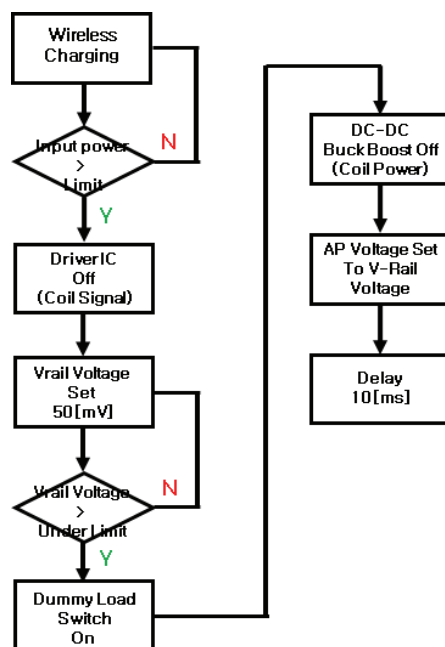 Wireless
Charging
Input power
>
Limit
N
Y
Driver IC
Off
(Coil Signal)
Vrail Voltage
Set
50[mV]
Vrail Voltage
>
Under Limit
N
Y
Dummy Load
Switch
On
DC-DC
Buck Boost Off
(Coil Power)
AP Voltage Set
To V-Rail
Voltage
Delay
10[ms]